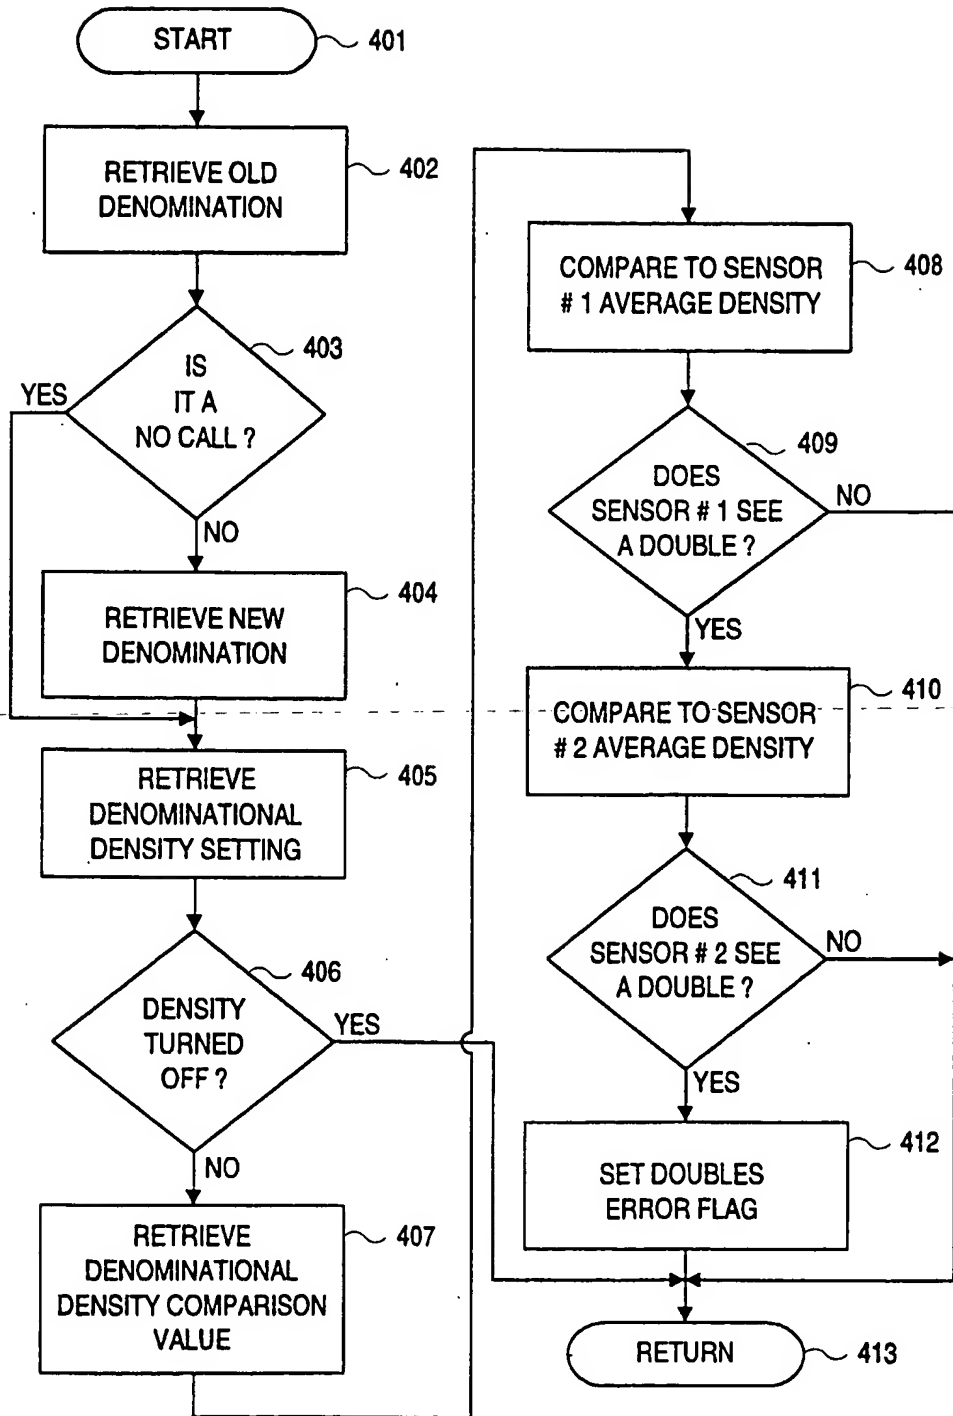 START
401
RETRIEVE OLD
DENOMINATION
402
IS
IT A
NO CALL ?
403
YES
NO
RETRIEVE NEW
DENOMINATION
404
RETRIEVE
DENOMINATIONAL
DENSITY SETTING
405
DENSITY
TURNED
OFF ?
406
YES
NO
RETRIEVE
DENOMINATIONAL
DENSITY COMPARISON
VALUE
407
COMPARE TO SENSOR
# 1 AVERAGE DENSITY
408
DOES
SENSOR # 1 SEE
A DOUBLE ?
409
NO
YES
COMPARE TO SENSOR
# 2 AVERAGE DENSITY
410
DOES
SENSOR # 2 SEE
A DOUBLE ?
411
NO
YES
SET DOUBLES
ERROR FLAG
412
RETURN
413